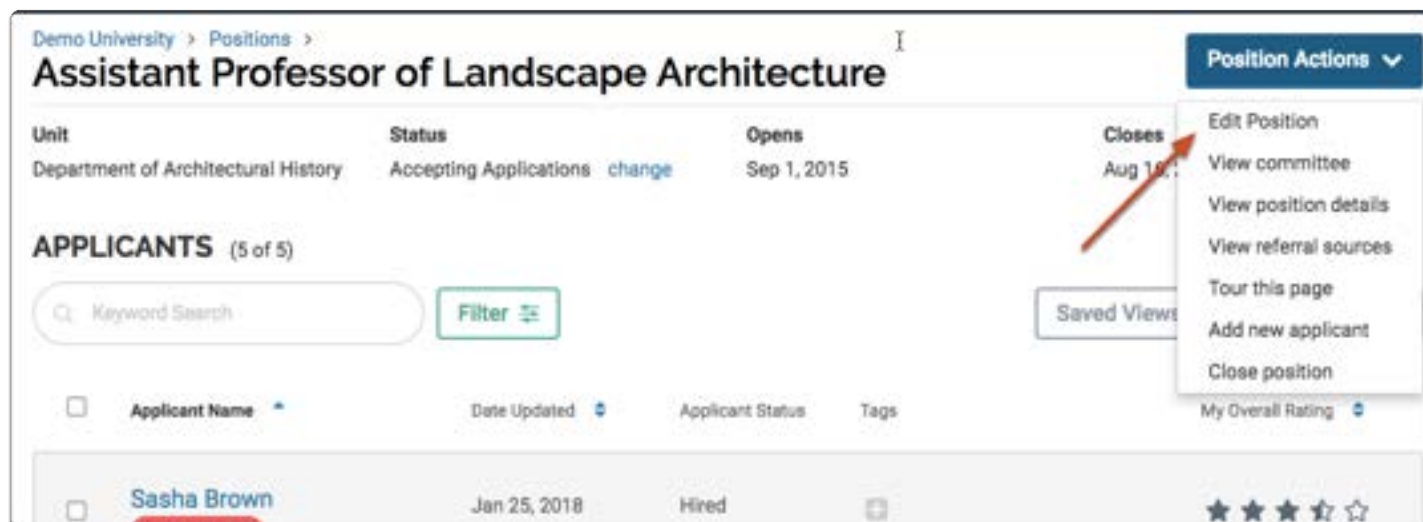 Demo University > Positions >
Assistant Professor of Landscape Architecture
Position Actions
Unit Status Opens Closes
Department of Architectural History Accepting Applications change Sep 1, 2015 Aug
Edit Position
View committee
View position details
View referral sources
Tour this page
Add new applicant
Close position
APPLICANTS (5 of 5)
Keyword Search Filter Saved Views
Applicant Name Date Updated Applicant Status Tags My Overall Rating
Sasha Brown Jan 25, 2018 Hired